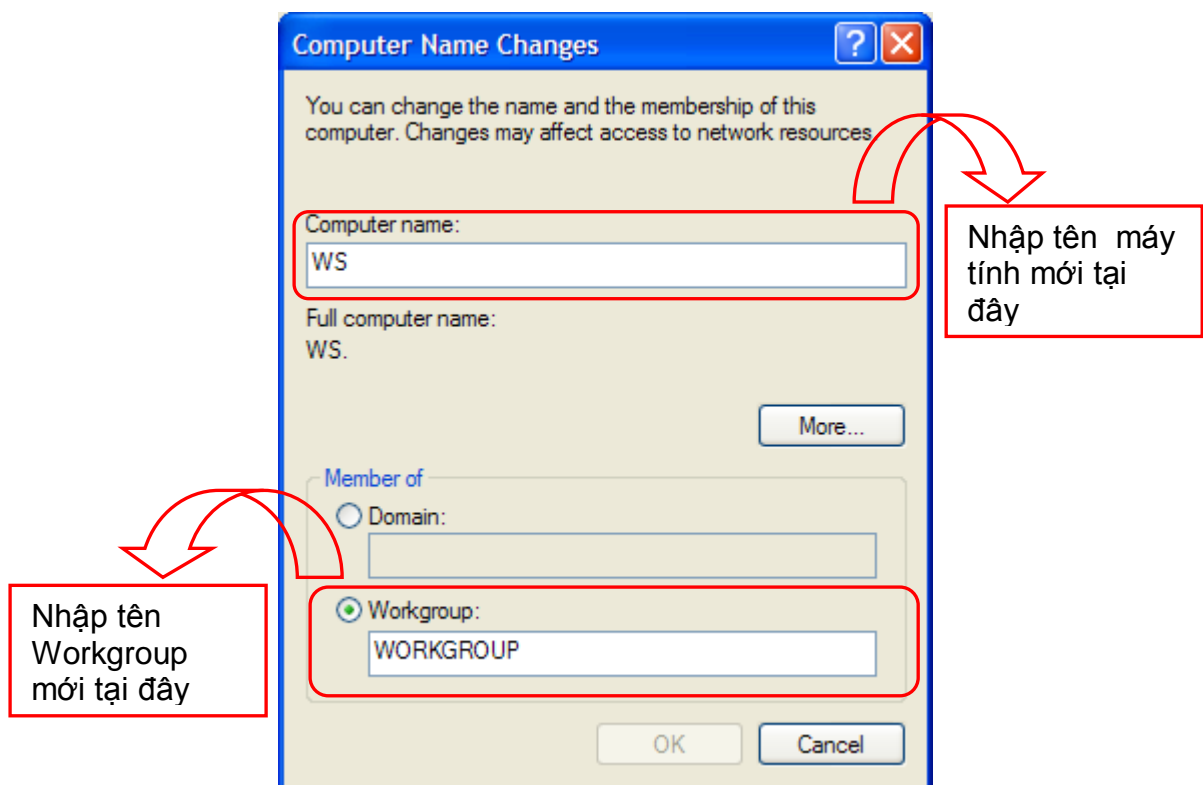 Computer Name Changes
You can change the name and the membership of this
computer. Changes may affect access to network resources.
Computer name:
WS
Nhập tên  máy
tính mới tại
đây
Full computer name:
WS.
More...
Member of
Domain:
Workgroup:
WORKGROUP
Nhập tên
Workgroup
mới tại đây
OK
Cancel